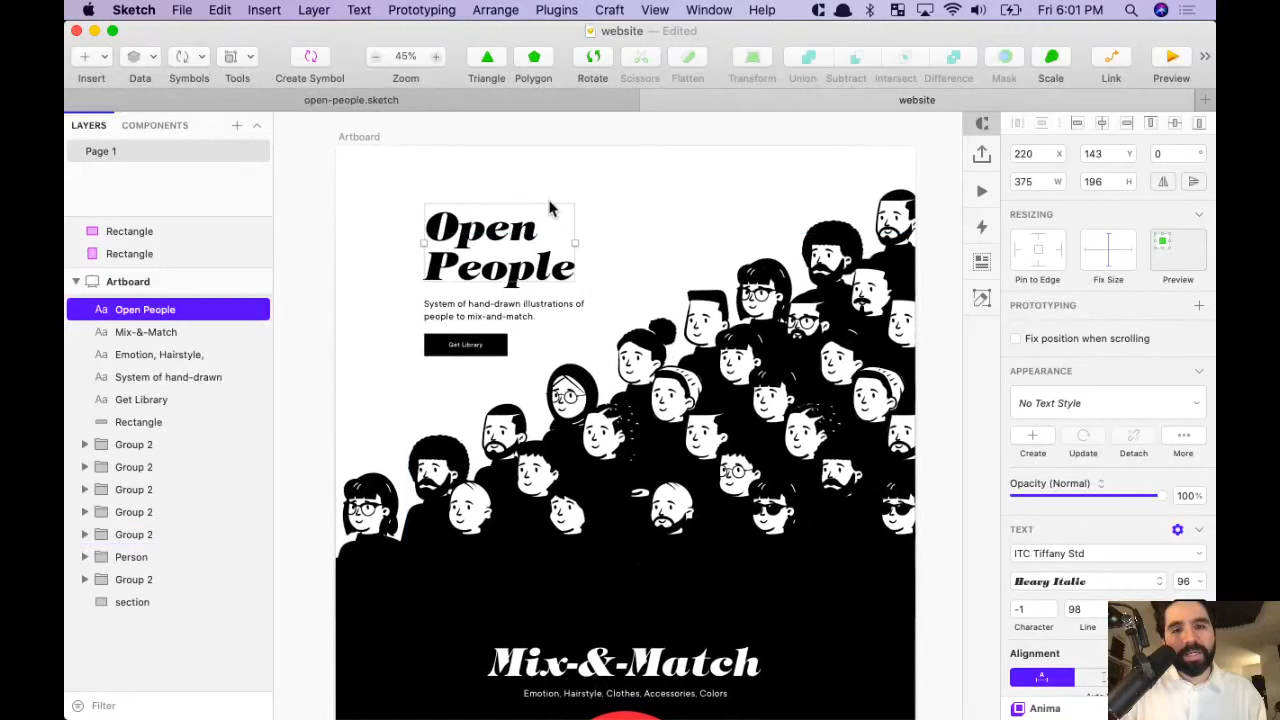 Sketch File Edit Insert Layer Text Prototyping Arrange Plugins Craft View Window Help Fri 6:01 PM
website — Edited
45%
Insert Data Symbols Tools Create Symbol Zoom Triangle Polygon Rotate Scissors Flatten Transform Union Subtract Intersect Difference Mask Scale Link Preview
open-people.sketch website
LAYERS COMPONENTS
Page 1
Rectangle
Rectangle
Artboard
Open People
Mix-&-Match
Emotion, Hairstyle,
System of hand-drawn
Get Library
Rectangle
Group 2
Group 2
Group 2
Group 2
Group 2
Person
Group 2
section
Filter
Artboard
Open
People
System of hand-drawn illustrations of
people to mix-and-match.
Get Library
Mix-&-Match
Emotion, Hairstyle, Clothes, Accessories, Colors
220 X 143 Y 0 °
375 W 196 H
RESIZING
Pin to Edge Fix Size Preview
PROTOTYPING
Fix position when scrolling
APPEARANCE
No Text Style
Create Update Detach More
Opacity (Normal)
100%
TEXT
ITC Tiffany Std
Heavy Italic 96
-1 98
Character Line
Alignment
Anima